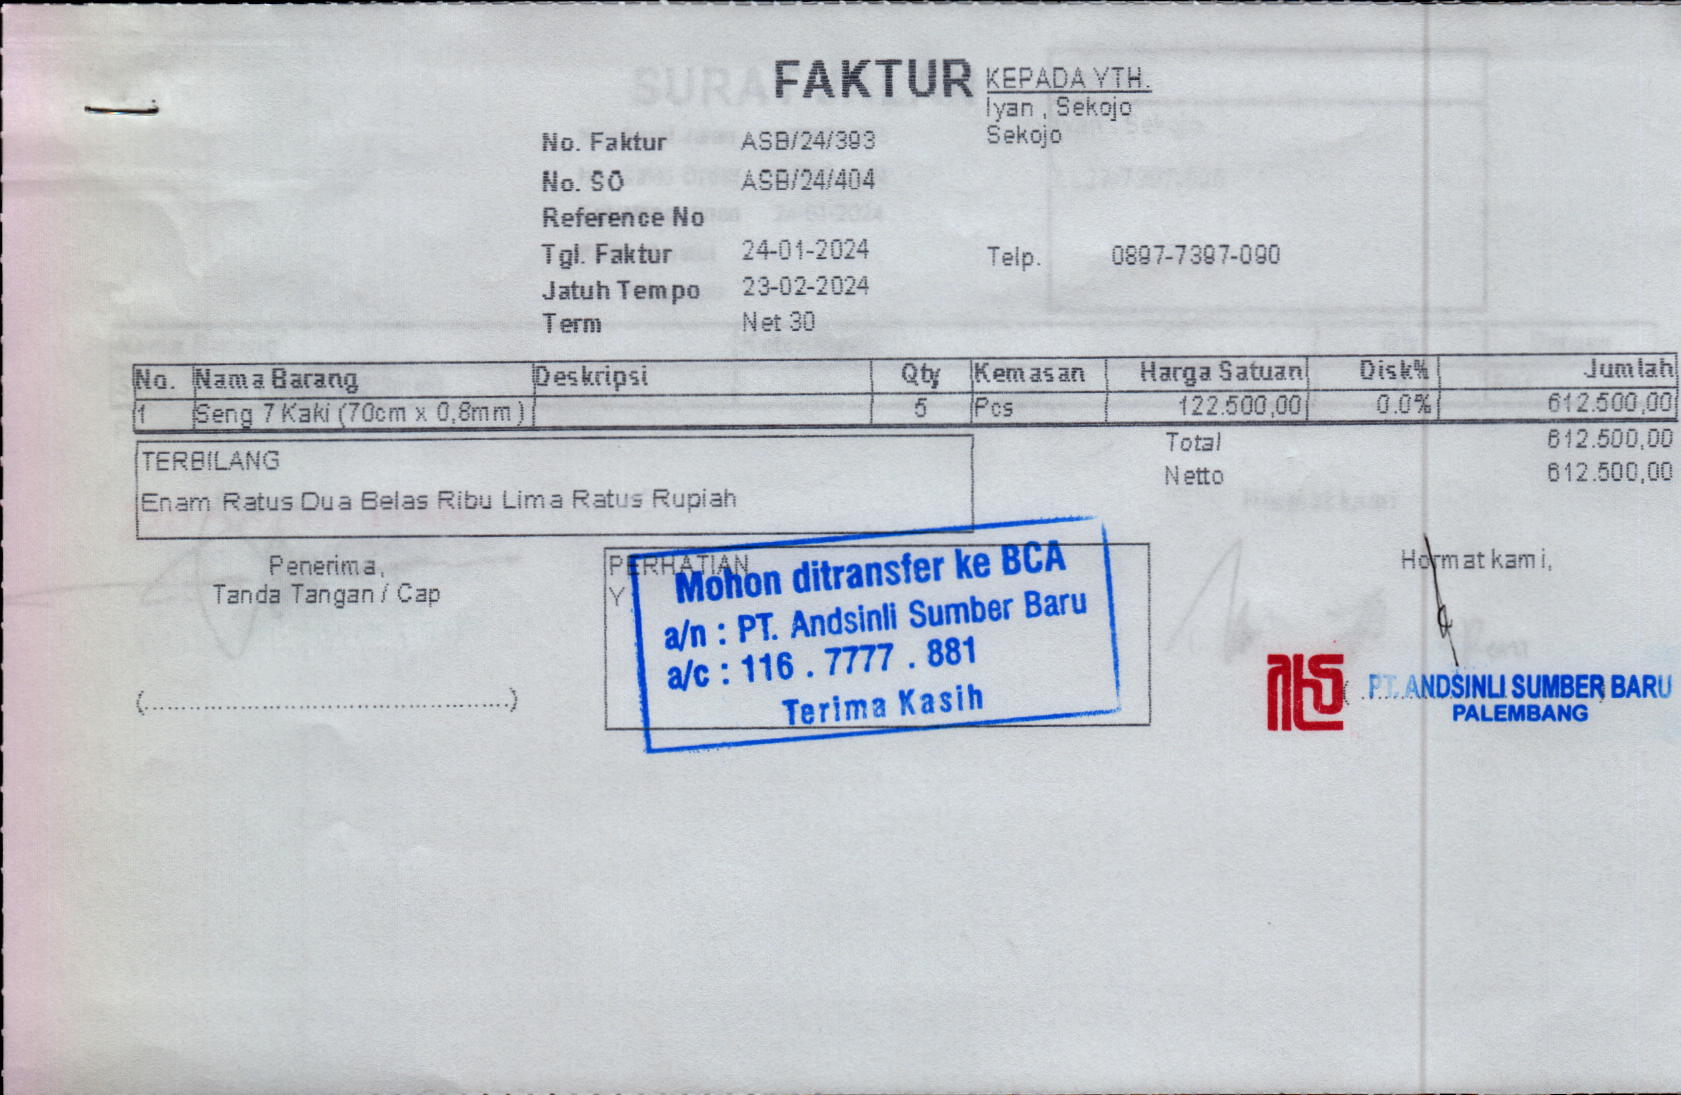 FAKTUR
KEPADA YTH.
Iyan , Sekojo
Sekojo
No. Faktur ASB/24/393
No. SO ASB/24/404
Reference No
Tgl. Faktur 24-01-2024
Telp. 0897-7397-090
Jatuh Tempo 23-02-2024
Term Net 30
No. Nama Barang Deskripsi Qty Kemasan Harga Satuan Disk% Jumlah
1 Seng 7 Kaki (70cm x 0,8mm) 5 Pcs 122.500,00 0.0% 612.500,00
Total 612.500,00
Netto 612.500,00
TERBILANG
Enam Ratus Dua Belas Ribu Lima Ratus Rupiah
Penerima,
Tanda Tangan / Cap
(............................................)
PERHATIAN
Y
Mohon ditransfer ke BCA
a/n : PT. Andsinli Sumber Baru
a/c : 116 . 7777 . 881
Terima Kasih
Hormat kami,
PT. ANDSINLI SUMBER BARU
PALEMBANG